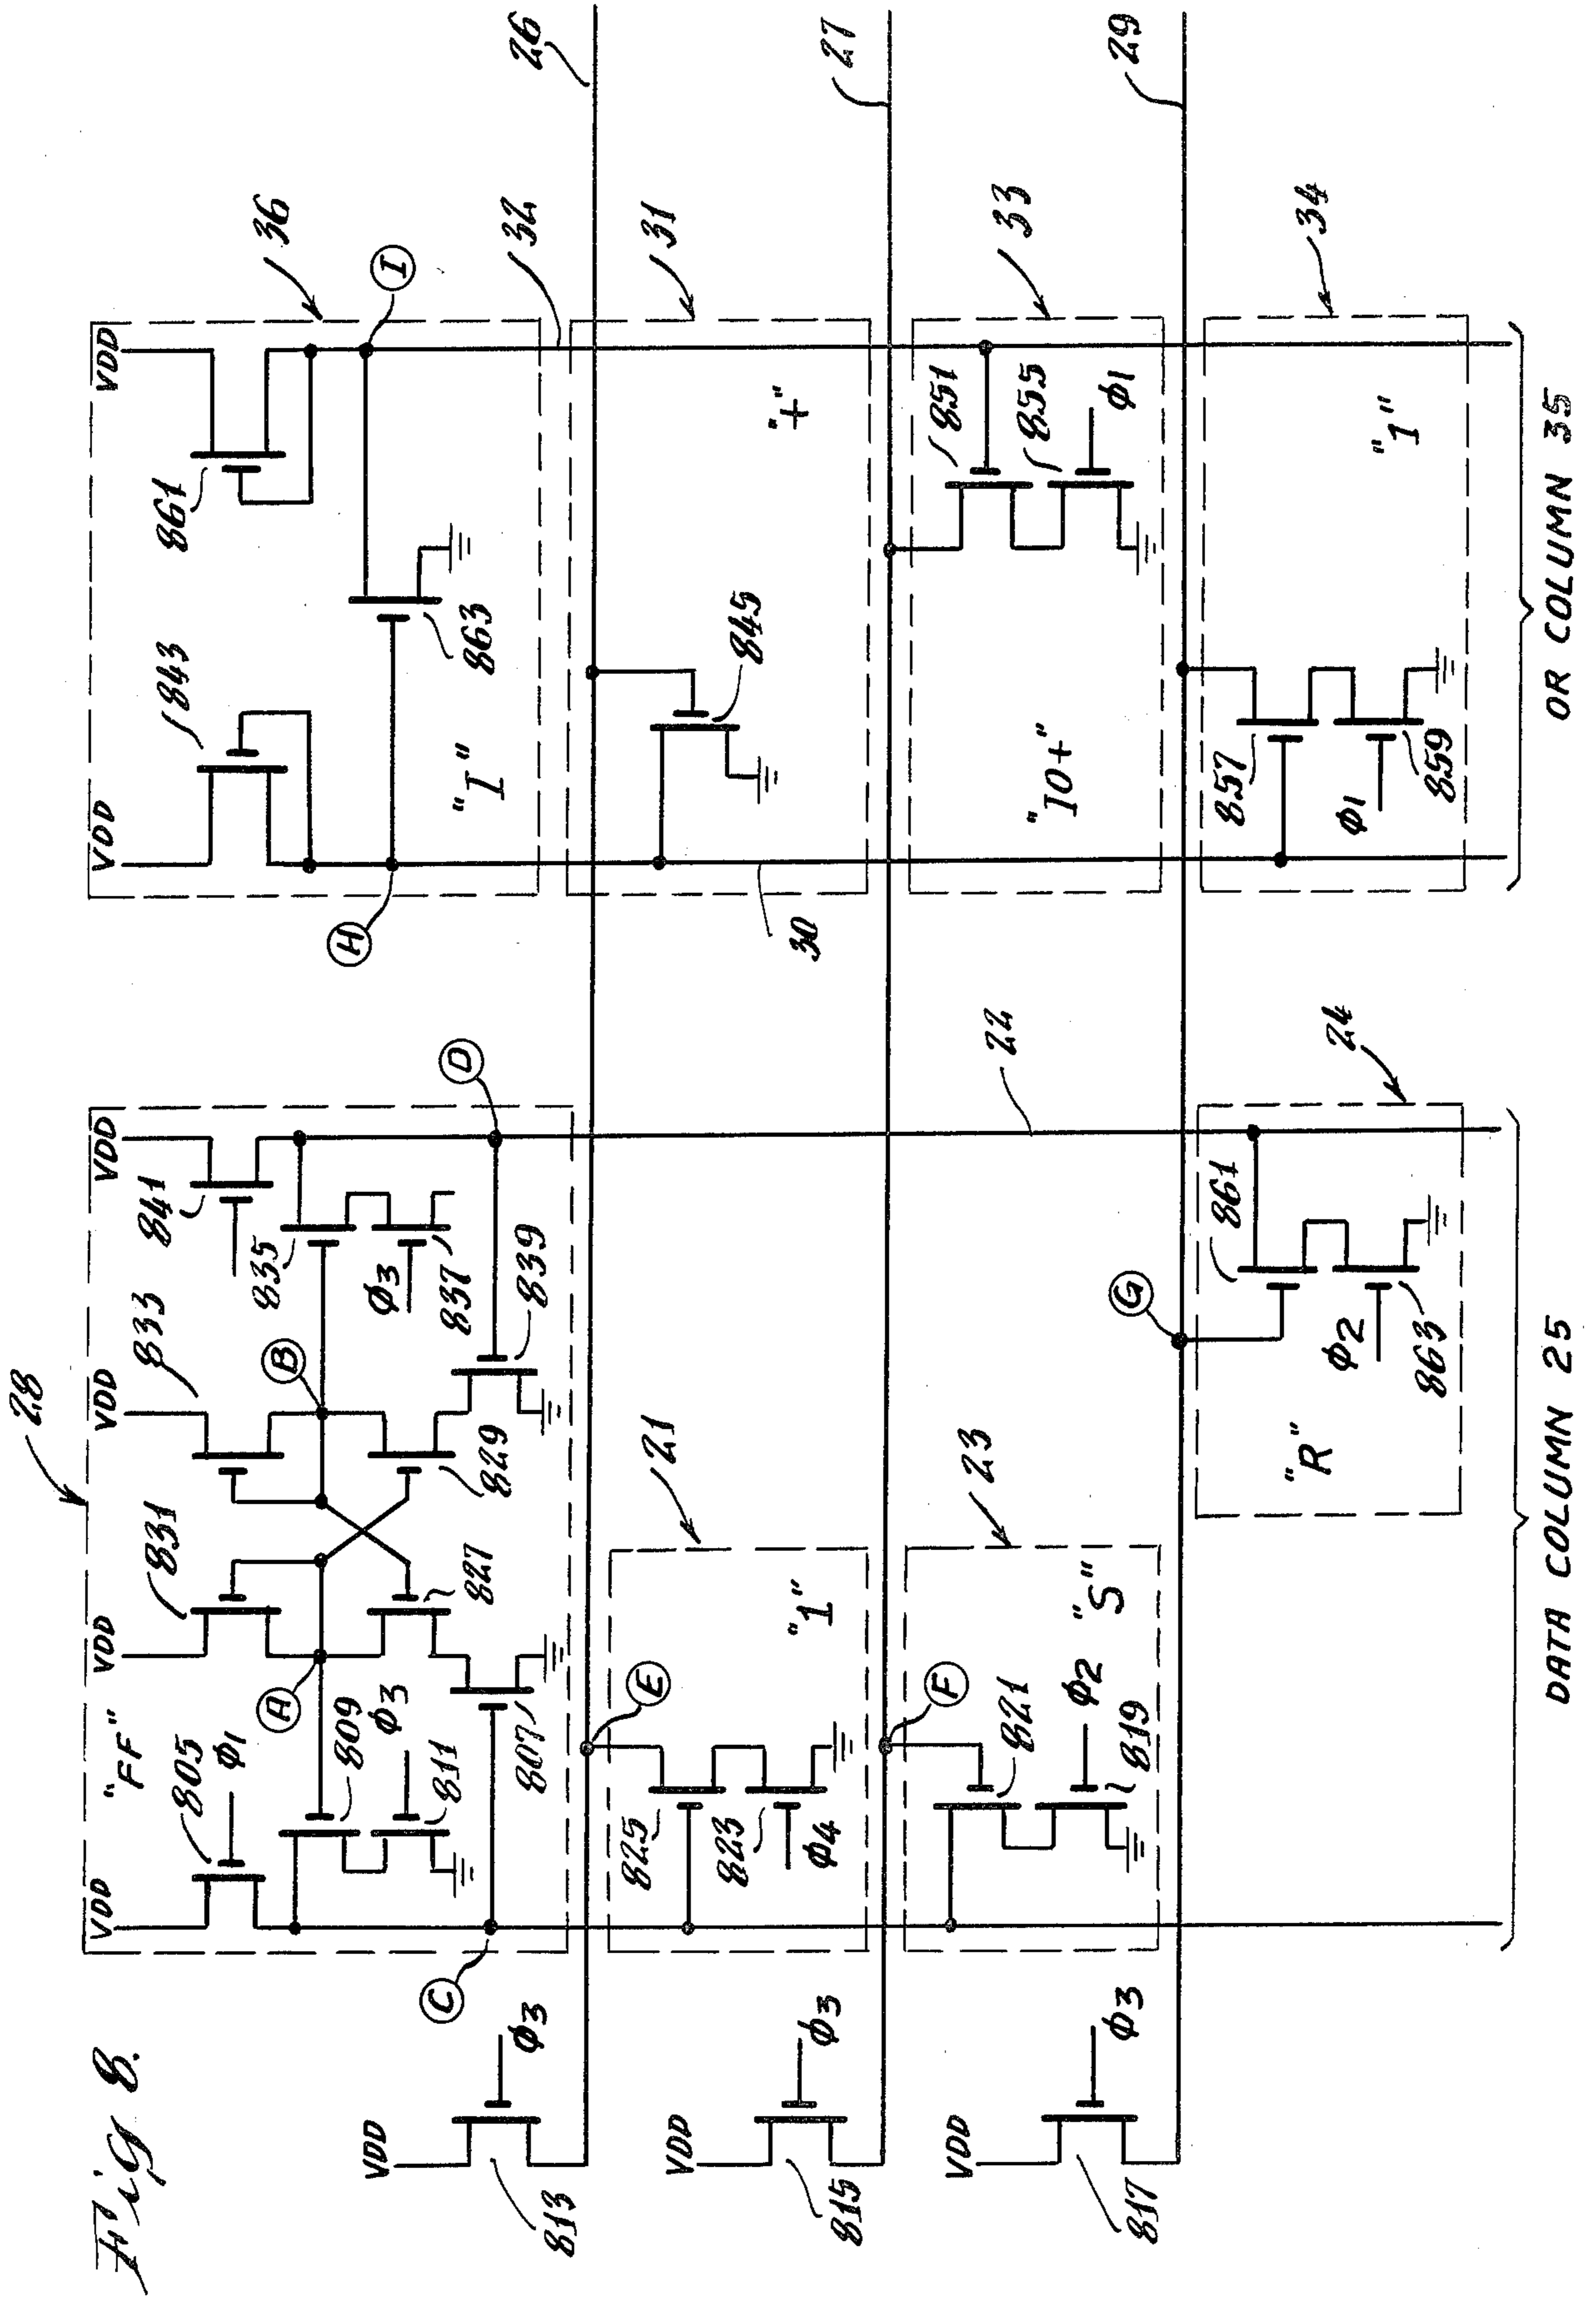 Fig 8.
28
"FF"
VDD
VDD
VDD
VDD
805
Φ1
831
833
841
A
B
809
Φ3
811
835
Φ3
837
C
807
827
829
839
D
VDD
813
Φ3
E
21
825
823
Φ4
"1"
22
VDD
815
Φ3
F
23
821
Φ2
819
"S"
VDD
817
Φ3
G
24
"R"
861
Φ2
863
DATA COLUMN 25
VDD
VDD
36
843
861
H
863
I
"I"
26
30
845
31
32
"+"
27
"IO+"
851
855
Φ1
33
29
857
Φ1
859
"1"
34
OR COLUMN 35